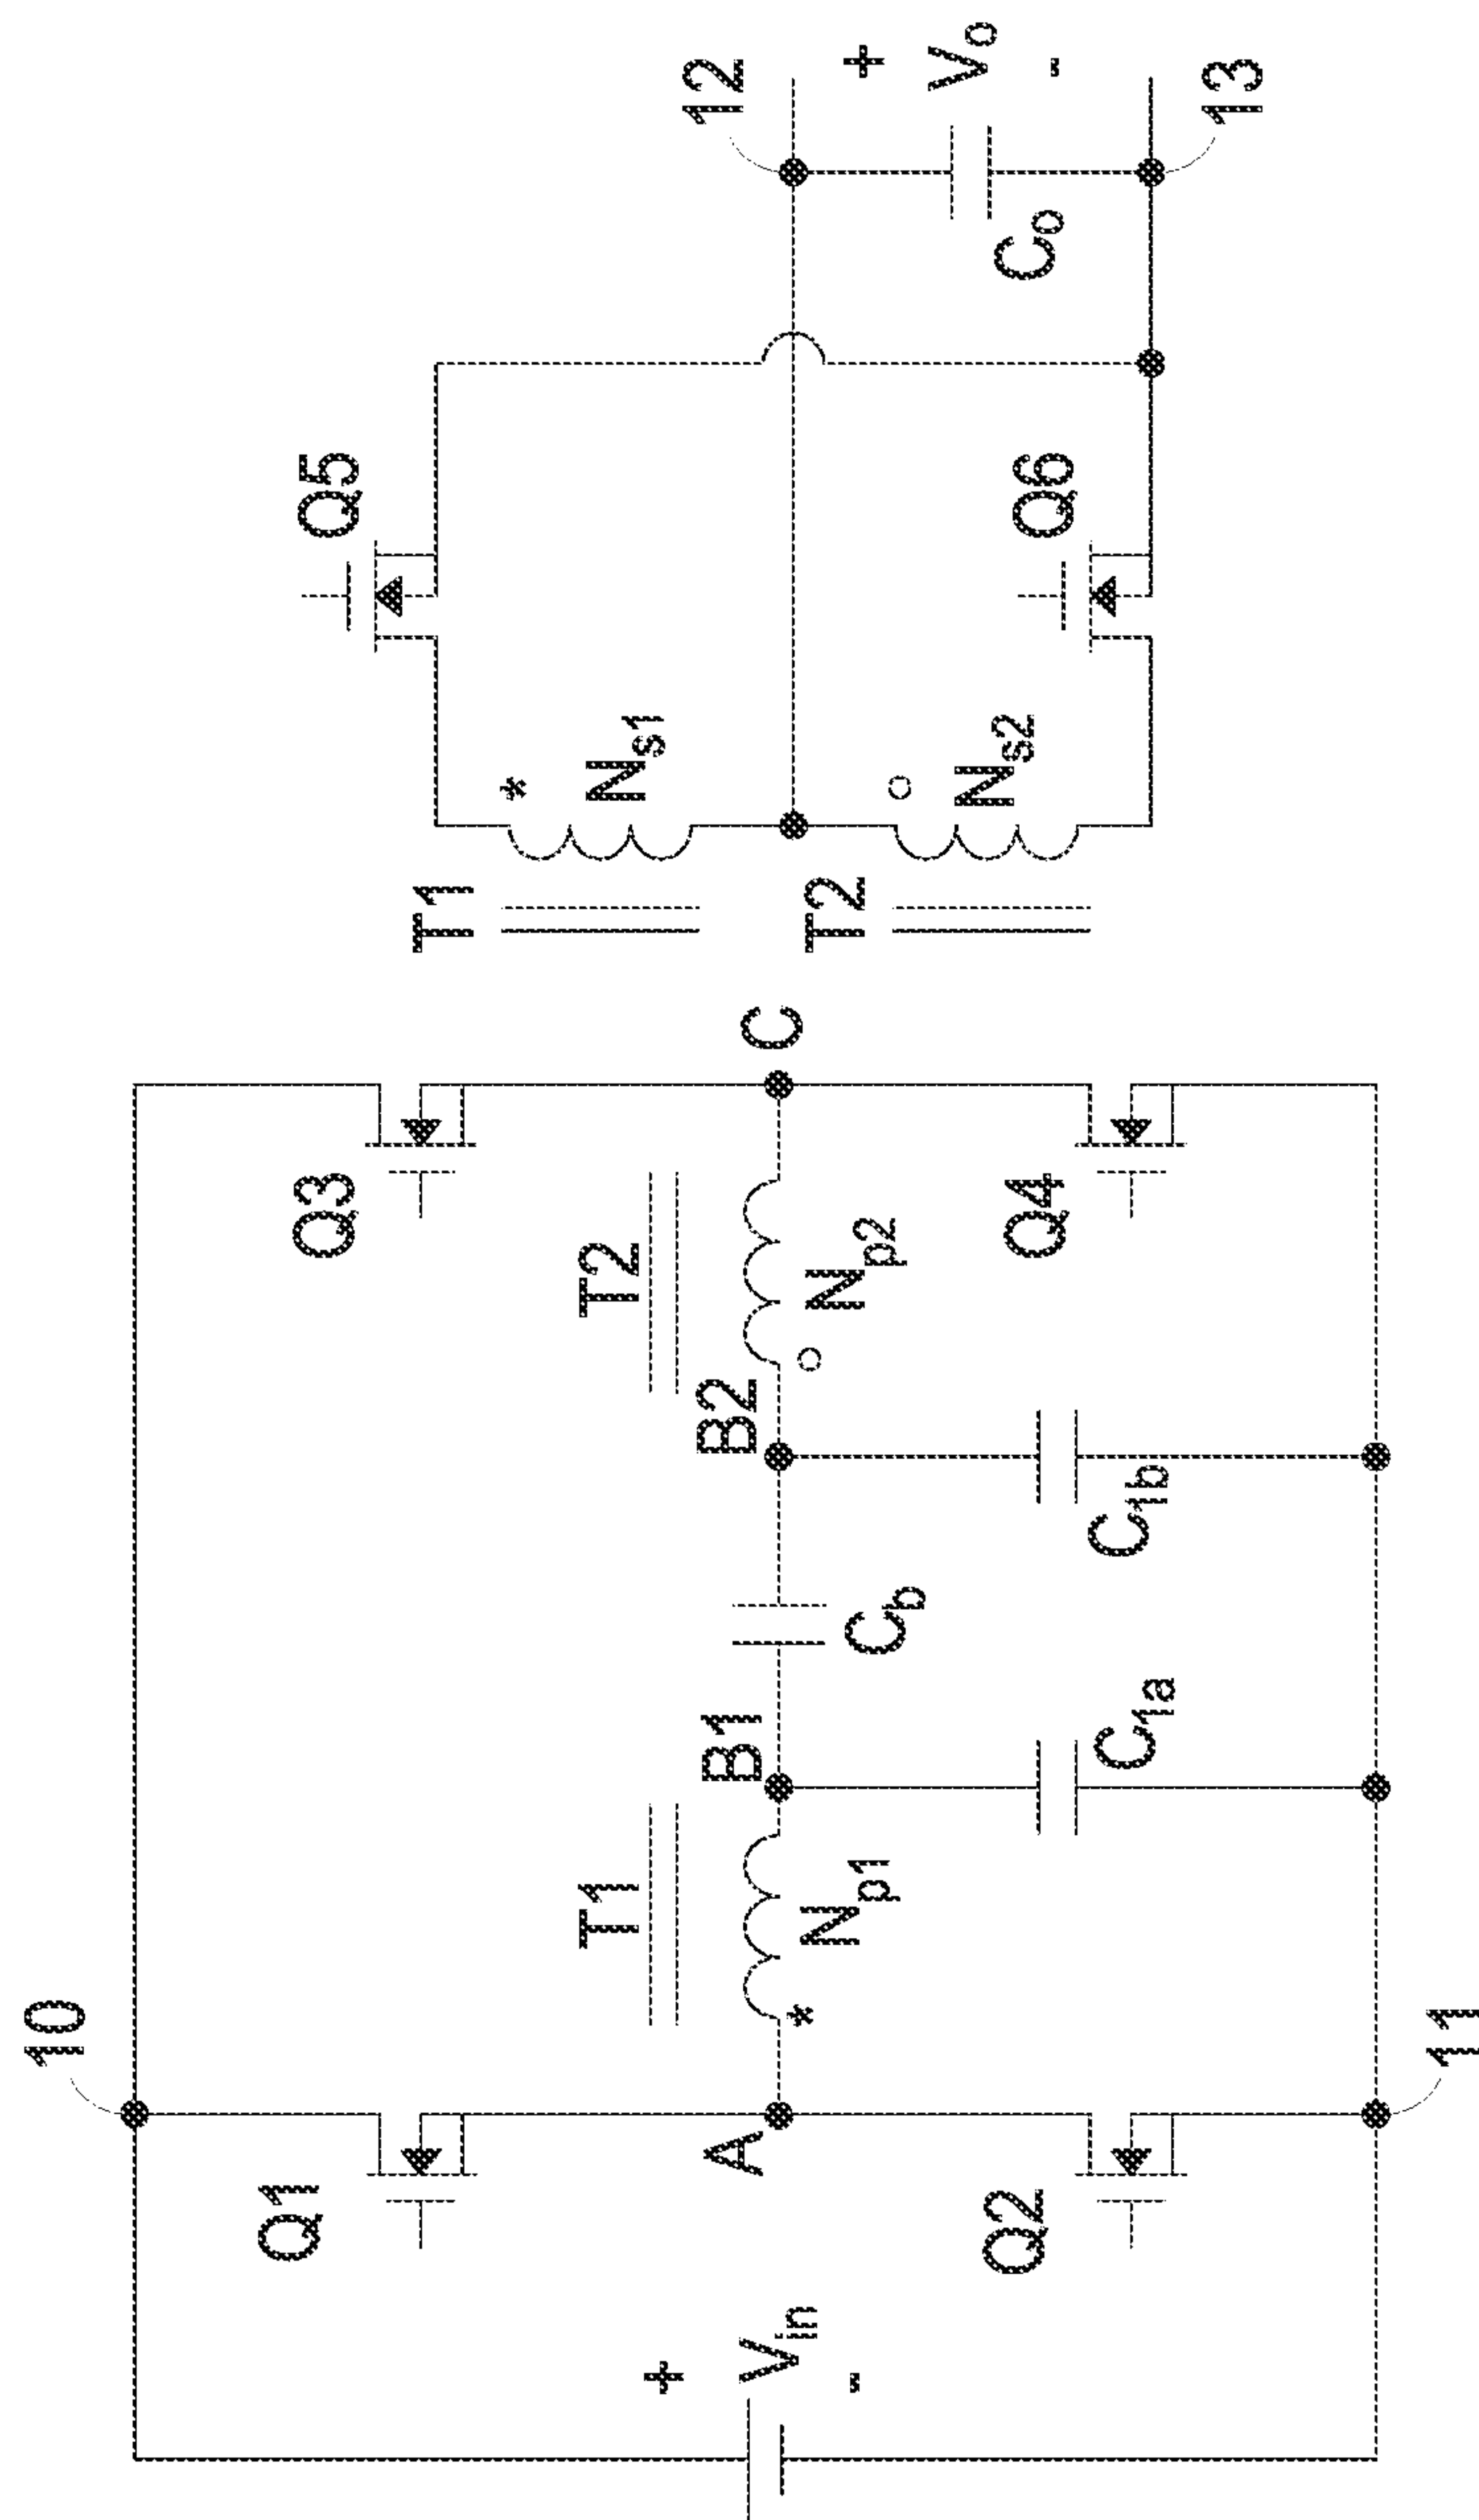 10
Q1
Q3
T1
T2
+
Vin
-
A
*
Np1
B1
Cb
B2
○
Np2
C
Q2
C1a
C1b
Q4
11
T1
*
Ns1
Q5
T2
○
Ns2
Q6
12
+
Vo
-
Co
13